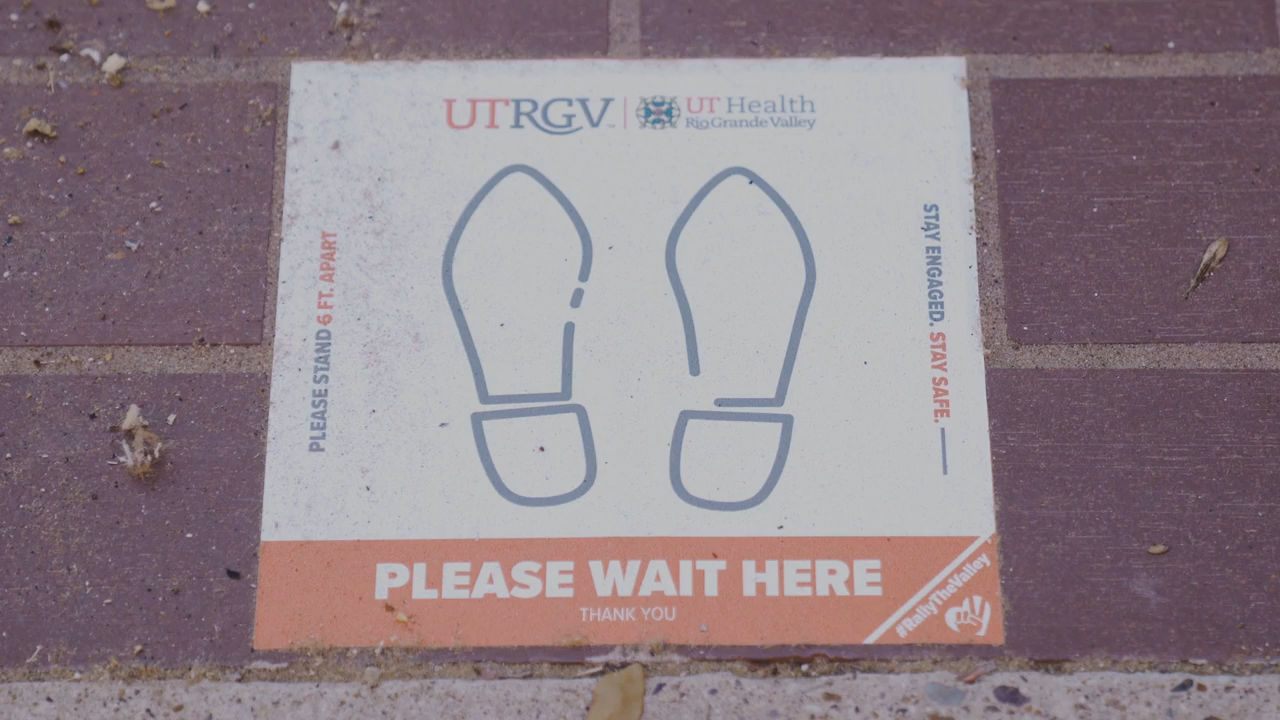 UTRGV
UT Health
Rio Grande Valley
PLEASE STAND 6 FT. APART
STAY ENGAGED. STAY SAFE.
PLEASE WAIT HERE
THANK YOU
#RallyTheValley